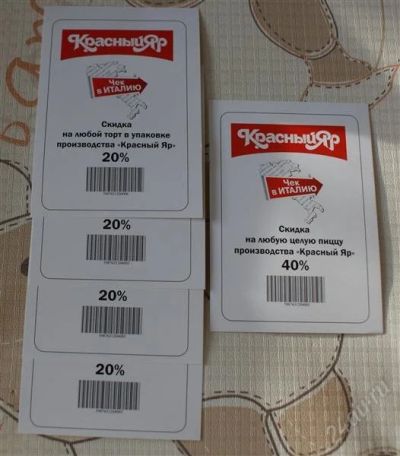 КрасныйЯр
Чек
в ИТАЛИЮ
Скидка
на любой торт в упаковке
производства «Красный Яр»
20%
20%
20%
20%
КрасныйЯр
Чек
в ИТАЛИЮ
Скидка
на любую целую пиццу
производства «Красный Яр»
40%